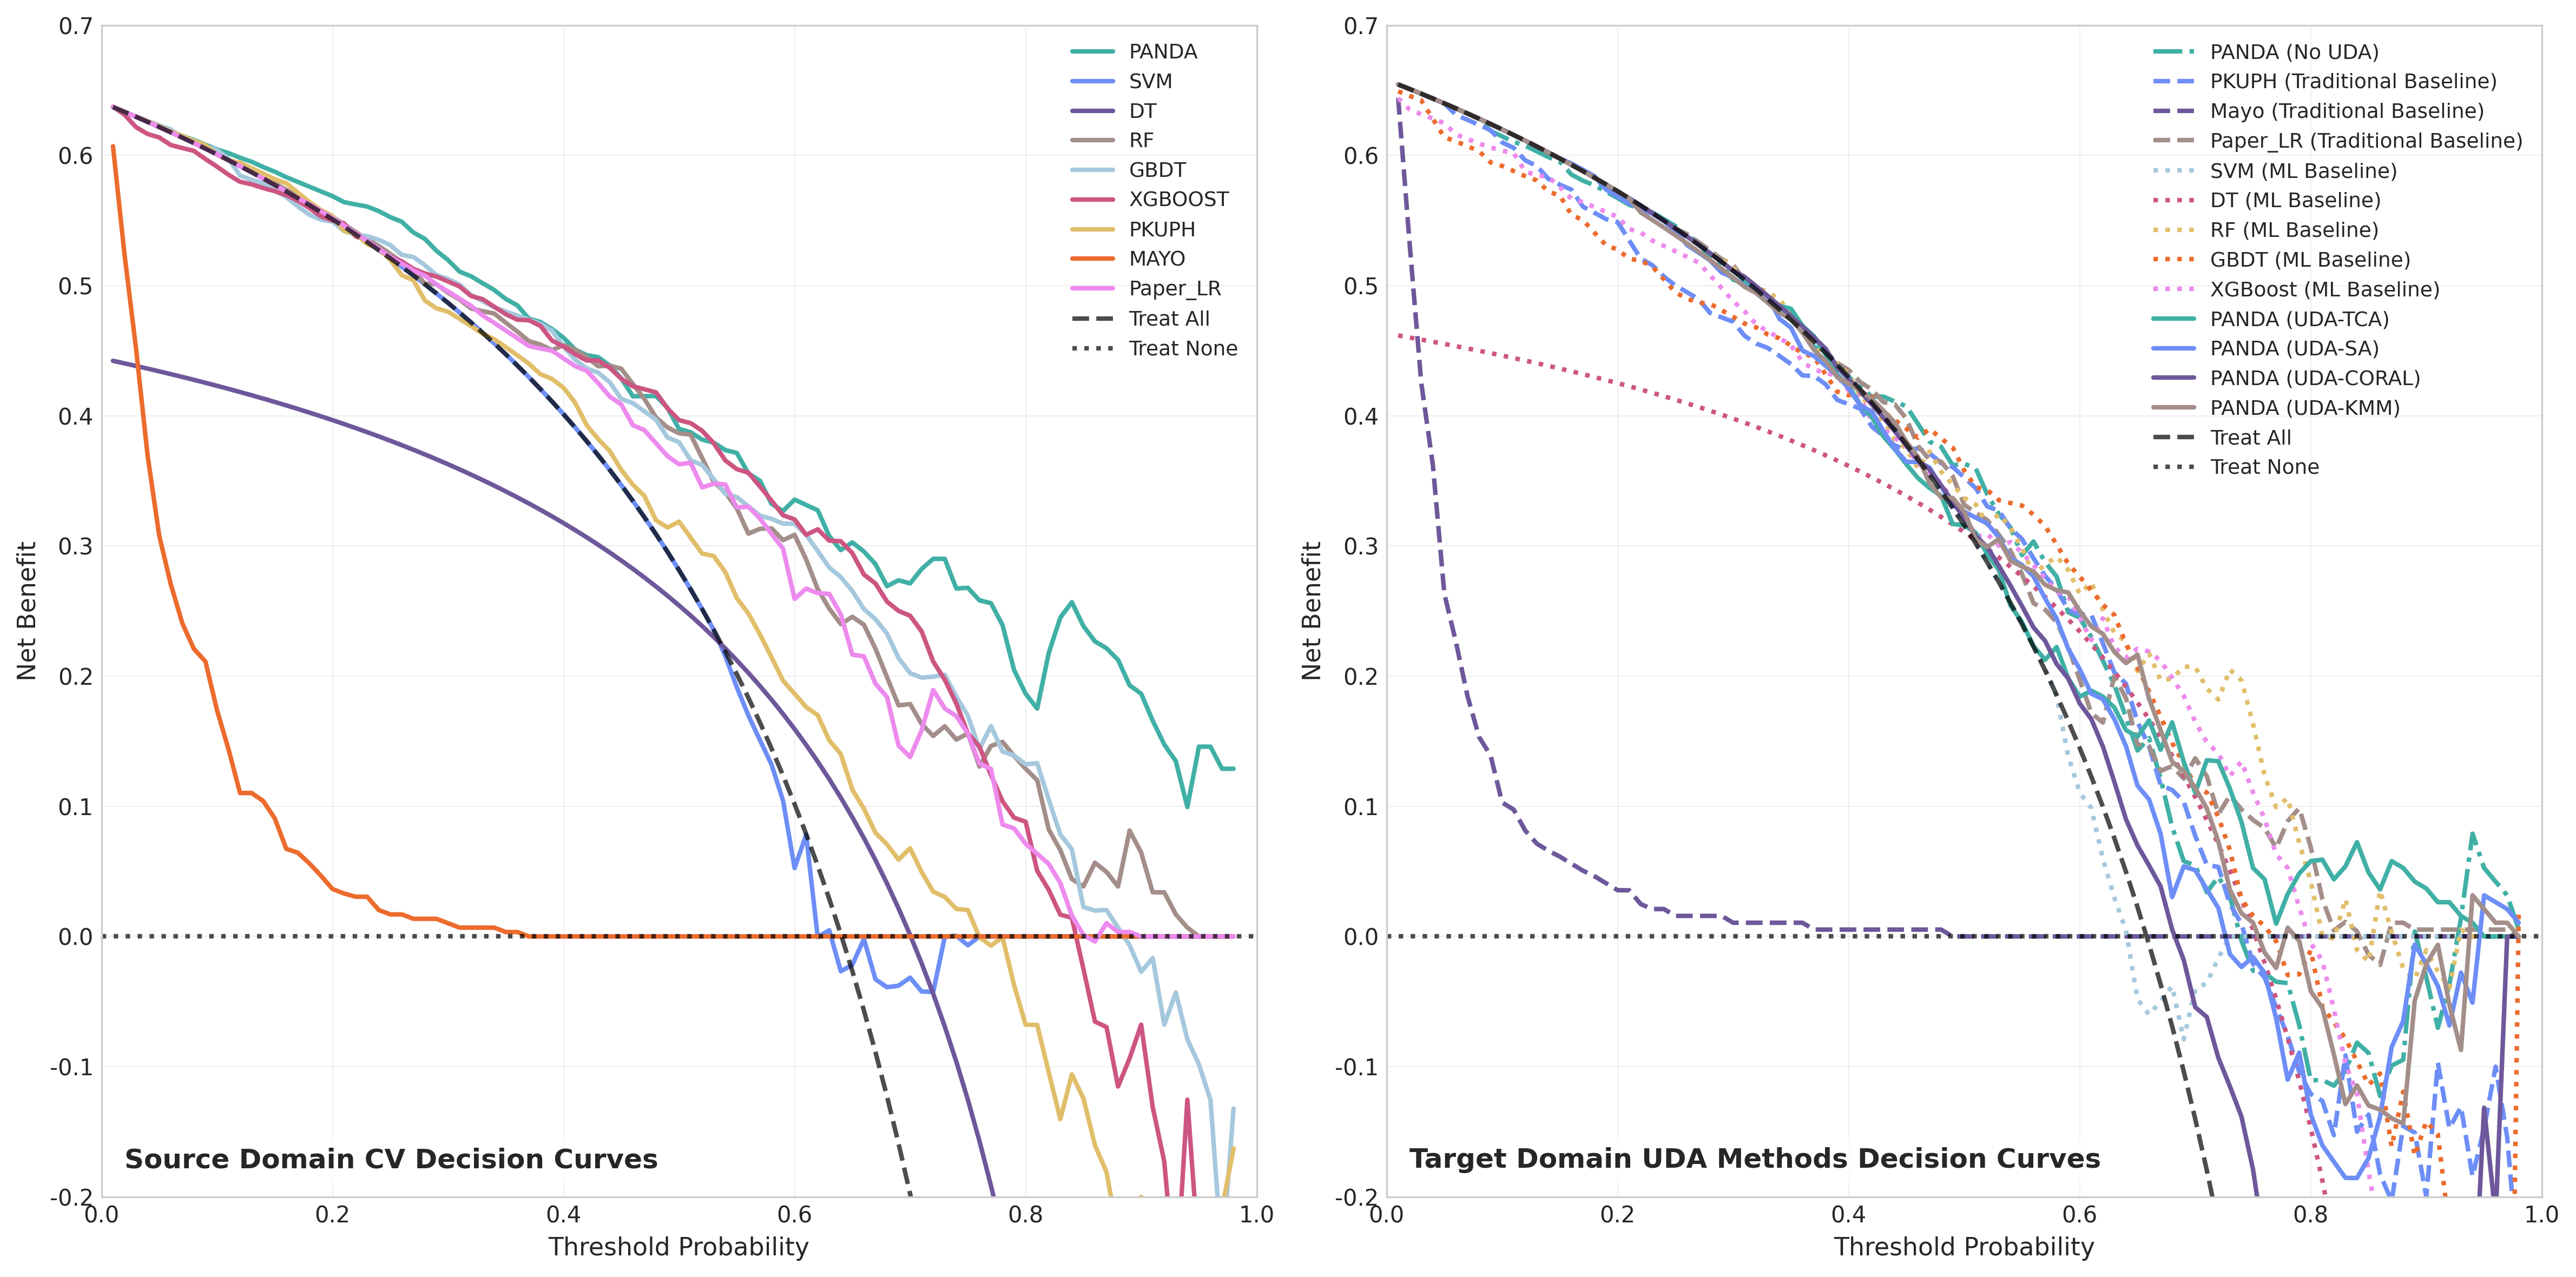 0.7
0.6
0.5
0.4
0.3
0.2
0.1
0.0
-0.1
-0.2
Net Benefit
PANDA
SVM
DT
RF
GBDT
XGBOOST
PKUPH
MAYO
Paper_LR
Treat All
Treat None
Source Domain CV Decision Curves
0.0 0.2 0.4 0.6 0.8 1.0
Threshold Probability
0.7
0.6
0.5
0.4
0.3
0.2
0.1
0.0
-0.1
-0.2
Net Benefit
PANDA (No UDA)
PKUPH (Traditional Baseline)
Mayo (Traditional Baseline)
Paper_LR (Traditional Baseline)
SVM (ML Baseline)
DT (ML Baseline)
RF (ML Baseline)
GBDT (ML Baseline)
XGBoost (ML Baseline)
PANDA (UDA-TCA)
PANDA (UDA-SA)
PANDA (UDA-CORAL)
PANDA (UDA-KMM)
Treat All
Treat None
Target Domain UDA Methods Decision Curves
0.0 0.2 0.4 0.6 0.8 1.0
Threshold Probability